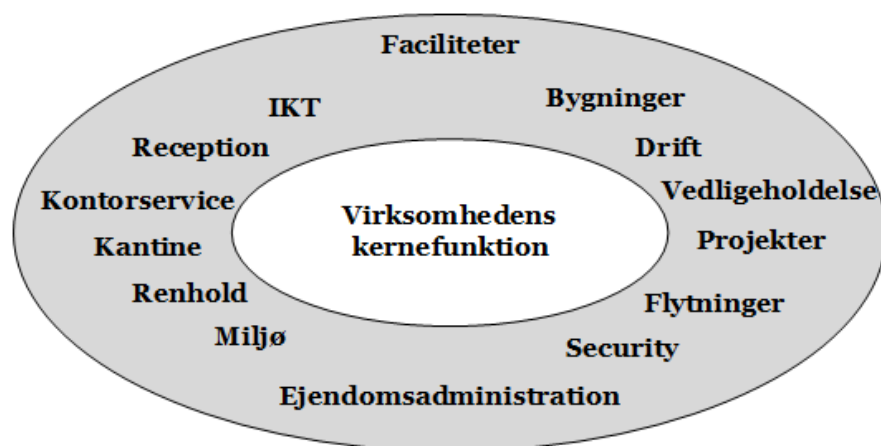 Faciliteter
IKT
Bygninger
Reception
Drift
Kontorservice
Vedligeholdelse
Virksomhedens
kernefunktion
Kantine
Projekter
Renhold
Flytninger
Miljø
Security
Ejendomsadministration